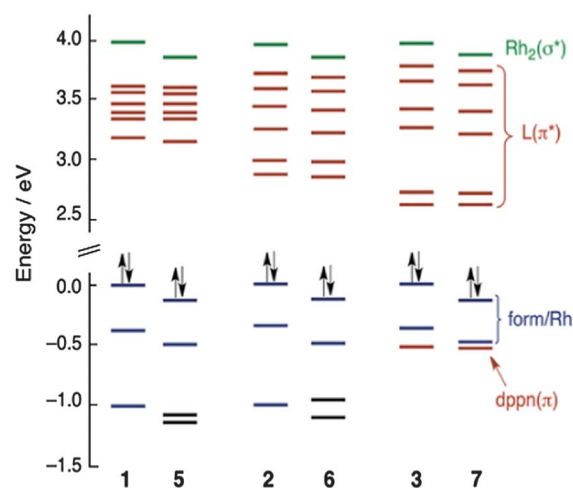 Energy / eV
4.0
3.5
3.0
2.5
0.0
−0.5
−1.0
−1.5
Rh₂(σ*)
L(π*)
form/Rh
dppn(π)
1 5 2 6 3 7